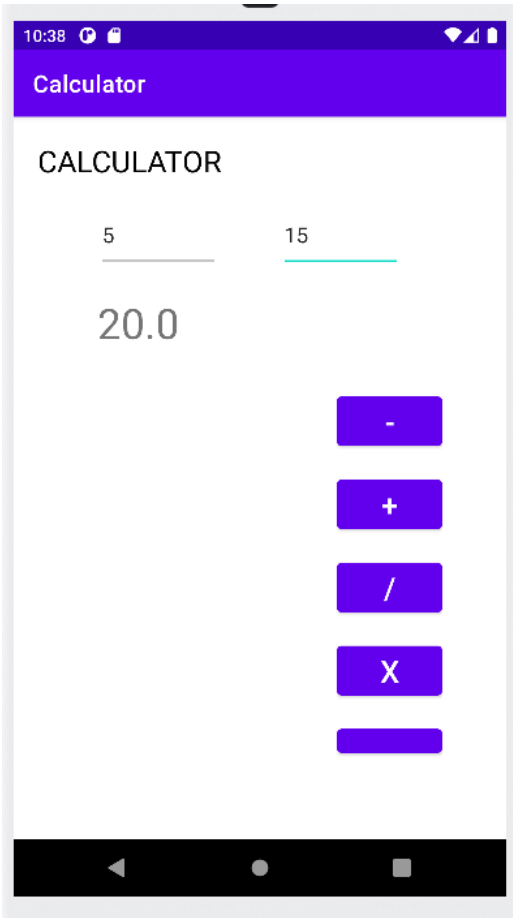 10:38
Calculator
CALCULATOR
5 15
20.0
-
+
/
X